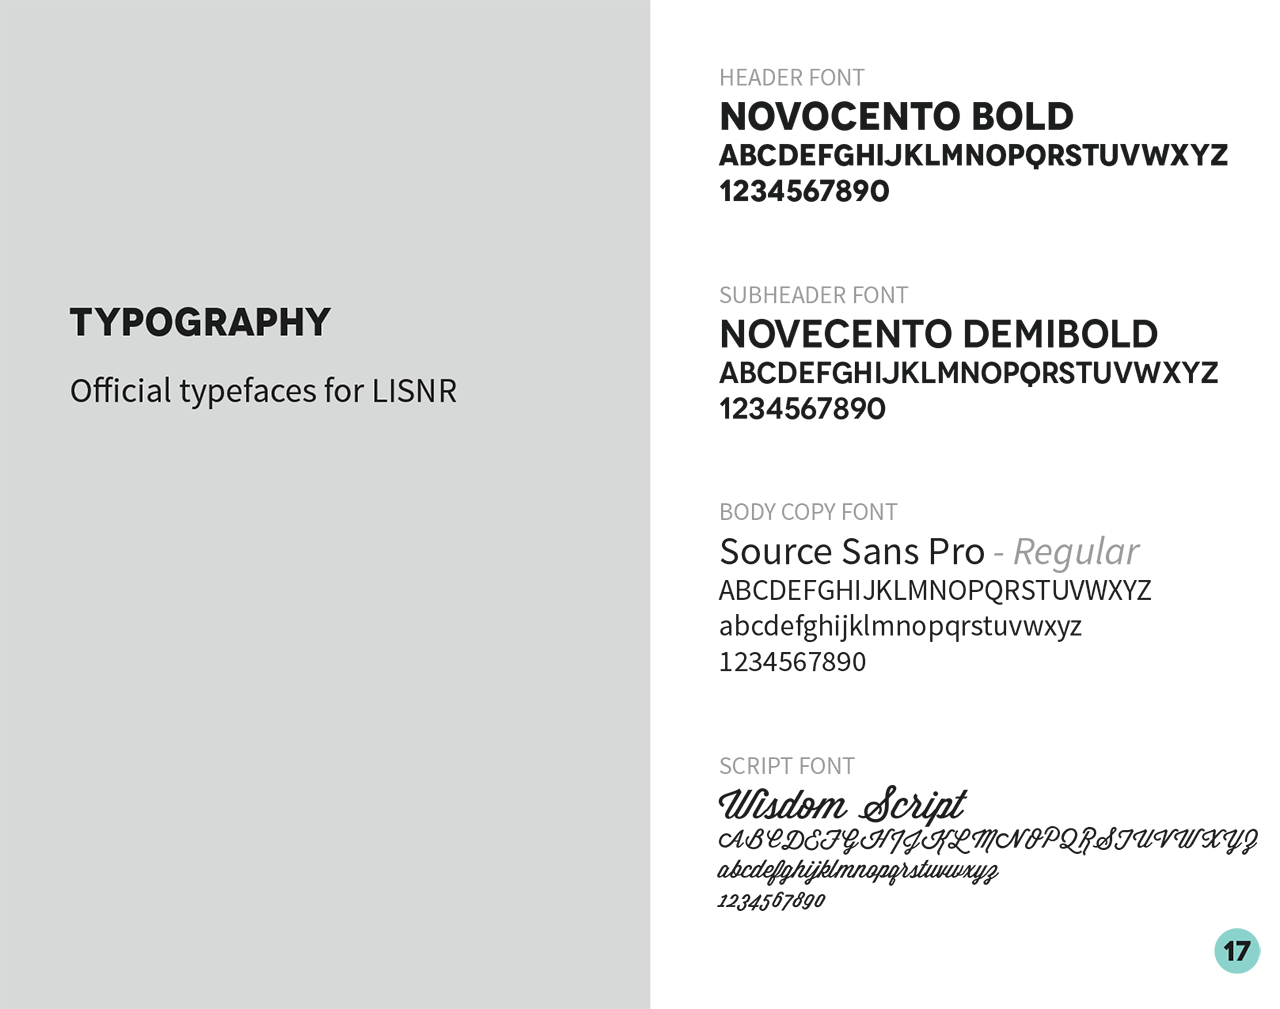 TYPOGRAPHY
Official typefaces for LISNR
HEADER FONT
NOVOCENTO BOLD
ABCDEFGHIJKLMNOPQRSTUVWXYZ
1234567890
SUBHEADER FONT
NOVECENTO DEMIBOLD
ABCDEFGHIJKLMNOPQRSTUVWXYZ
1234567890
BODY COPY FONT
Source Sans Pro - Regular
ABCDEFGHIJKLMNOPQRSTUVWXYZ
abcdefghijklmnopqrstuvwxyz
1234567890
SCRIPT FONT
Wisdom Script
ABCDEFGHIJKLMNOPQRSTUVWXYZ
abcdefghijklmnopqrstuvwxyz
1234567890
17